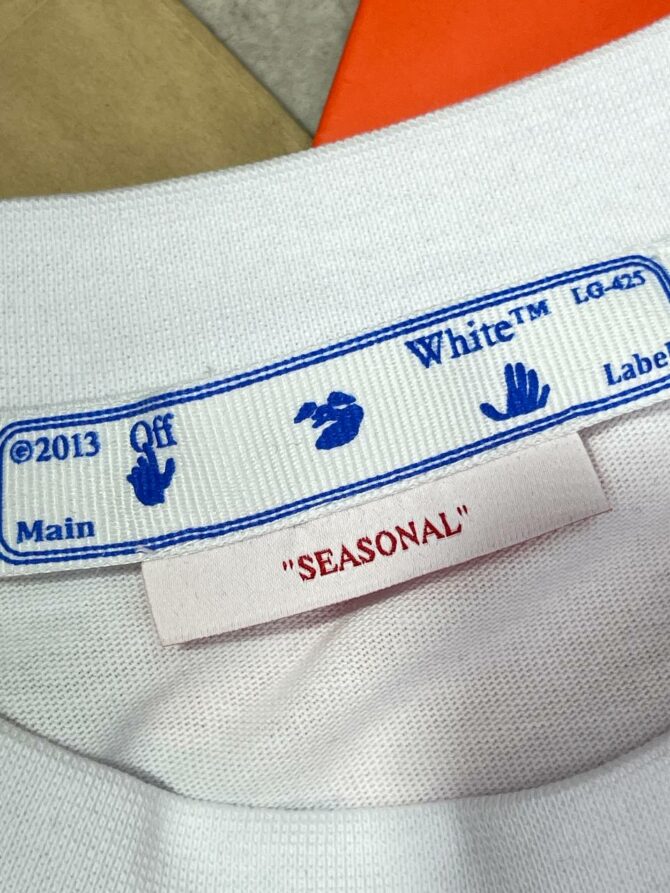 ©2013 Off White™ LG-425
Main Label
"SEASONAL"